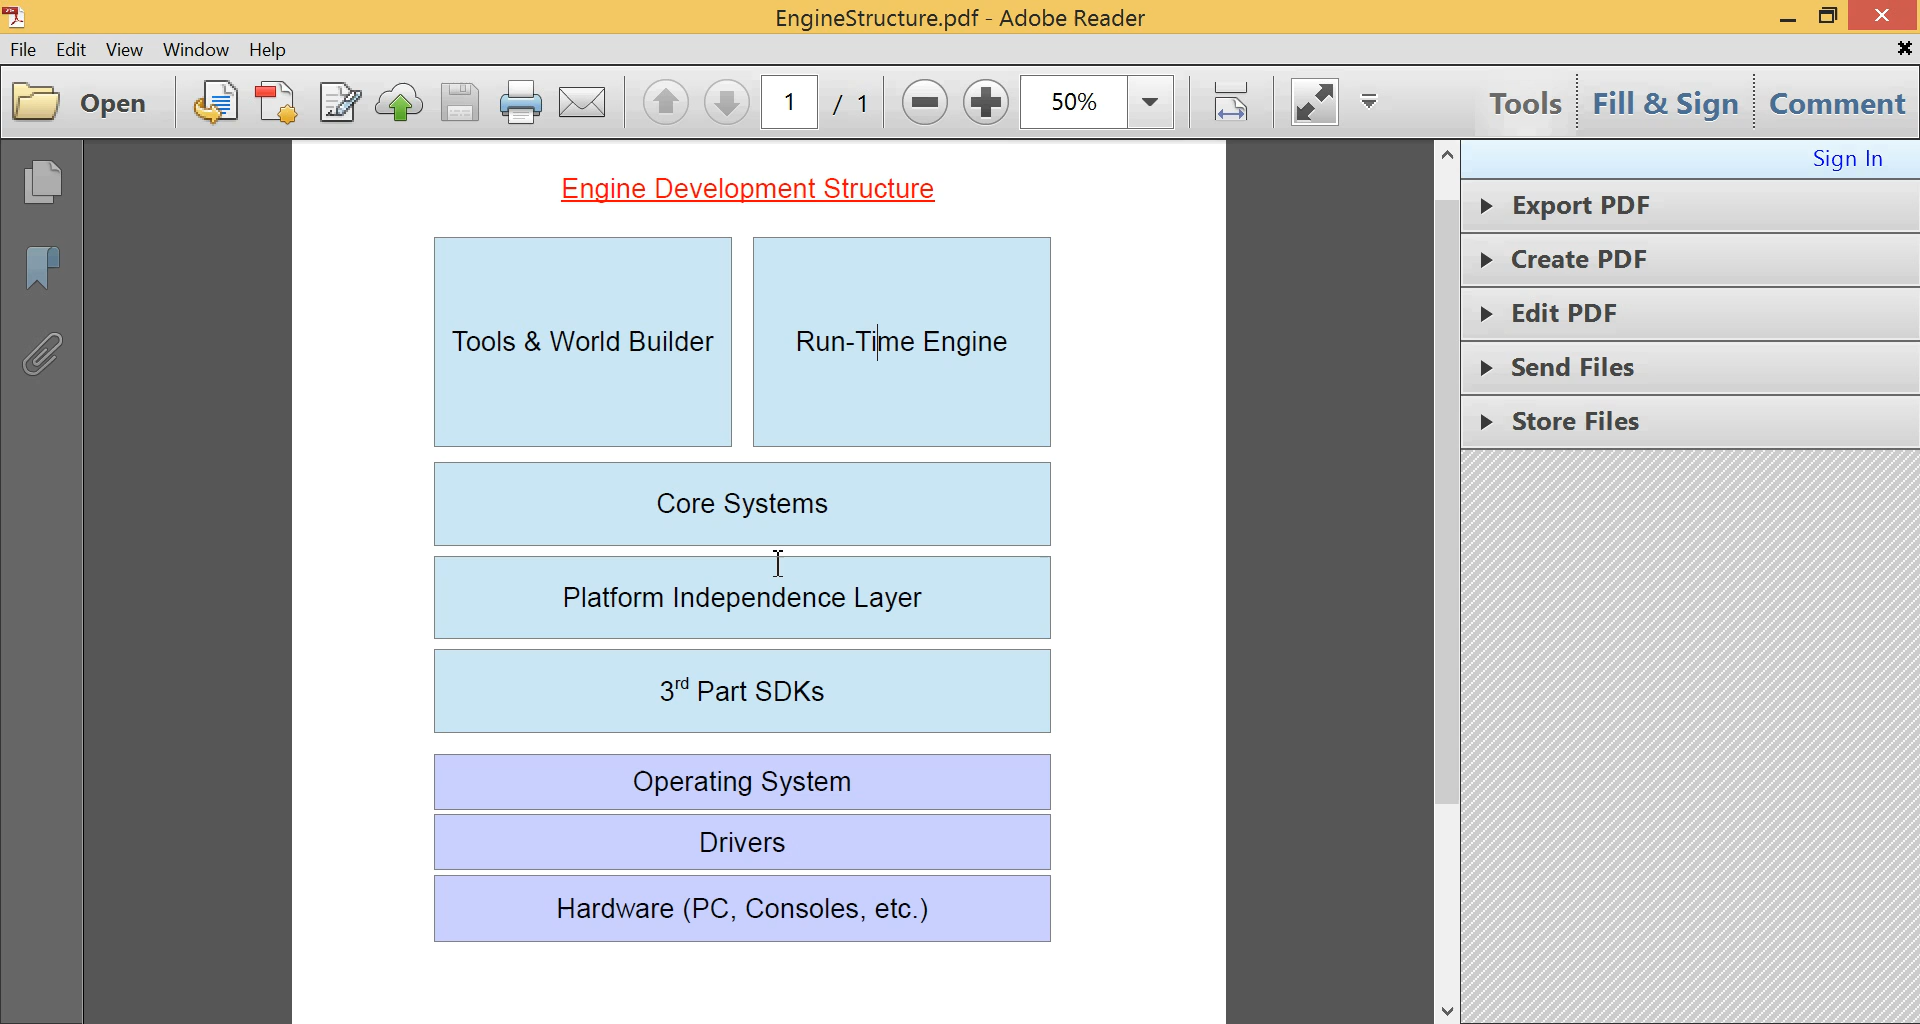 EngineStructure.pdf - Adobe Reader
File Edit View Window Help
Open 1 / 1 50% Tools Fill & Sign Comment
Sign In
Export PDF
Create PDF
Edit PDF
Send Files
Store Files
Engine Development Structure
Tools & World Builder
Run-Time Engine
Core Systems
Platform Independence Layer
3rd Part SDKs
Operating System
Drivers
Hardware (PC, Consoles, etc.)